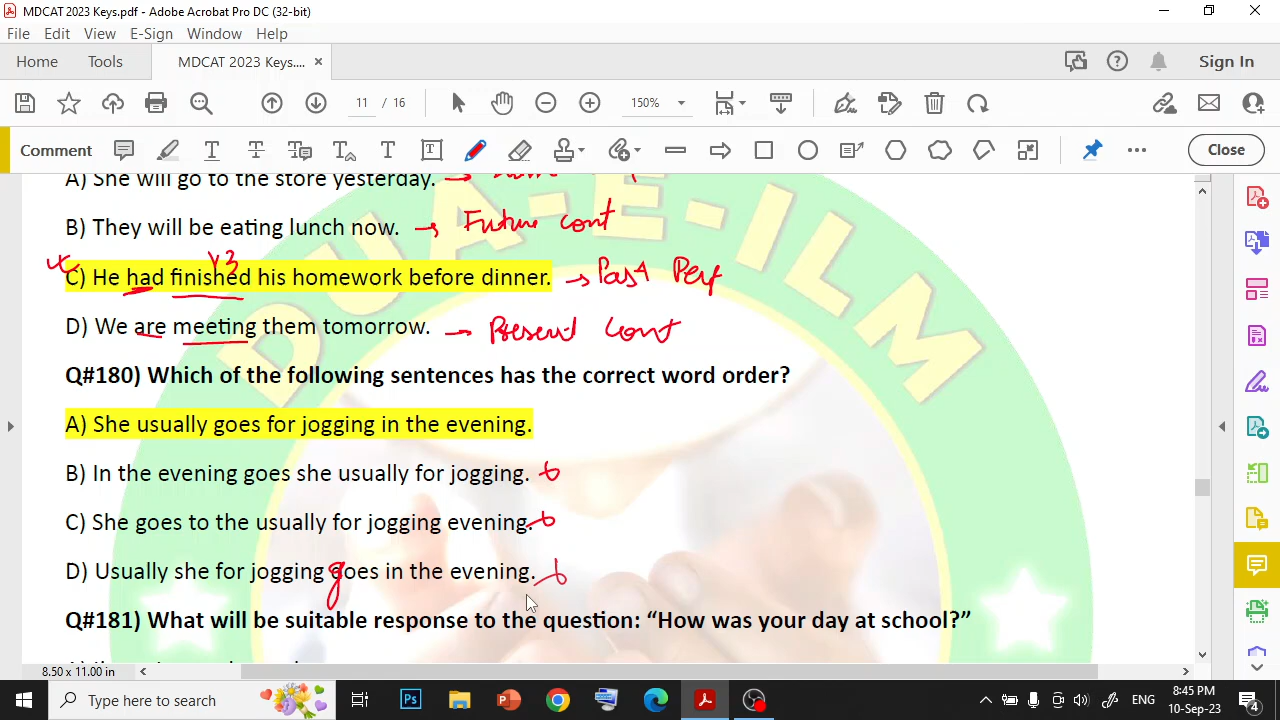 MDCAT 2023 Keys.pdf - Adobe Acrobat Pro DC (32-bit)
File Edit View E-Sign Window Help
Home Tools MDCAT 2023 Keys.... × Sign In
11 / 16 150%
Comment Close
A) She will go to the store yesterday.
B) They will be eating lunch now. → Future cont
V3
C) He had finished his homework before dinner. → Past Perf
D) We are meeting them tomorrow. → Present Cont
Q#180) Which of the following sentences has the correct word order?
A) She usually goes for jogging in the evening.
B) In the evening goes she usually for jogging.
C) She goes to the usually for jogging evening.
D) Usually she for jogging goes in the evening.
Q#181) What will be suitable response to the question: “How was your day at school?”
DUA-E-ILM
8.50 x 11.00 in
Type here to search
ENG
8:45 PM
10-Sep-23
4